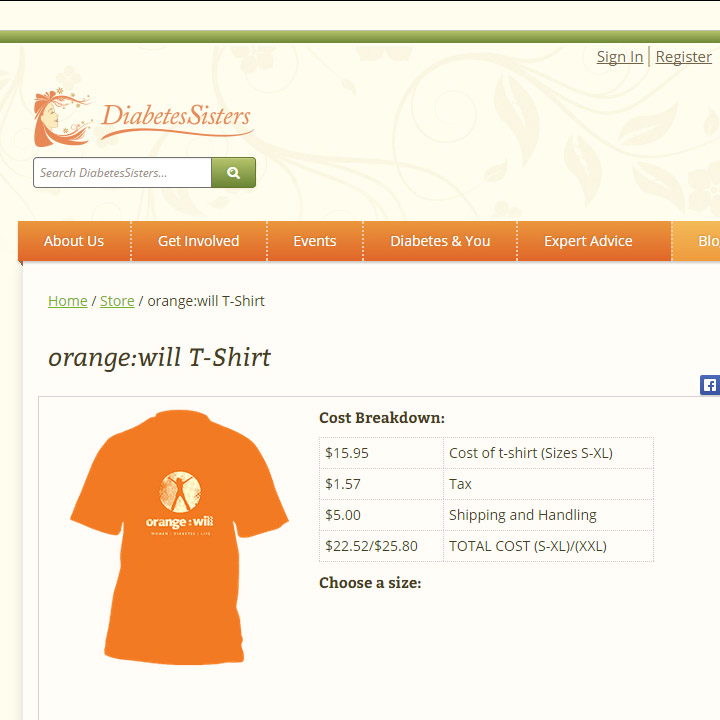 Sign In | Register
DiabetesSisters
Search DiabetesSisters...
About Us
Get Involved
Events
Diabetes & You
Expert Advice
Blo
Home / Store / orange:will T-Shirt
orange:will T-Shirt
Cost Breakdown:
$15.95 Cost of t-shirt (Sizes S-XL)
$1.57 Tax
$5.00 Shipping and Handling
$22.52/$25.80 TOTAL COST (S-XL)/(XXL)
Choose a size:
orange:will
WOMEN | DIABETES | LIFE